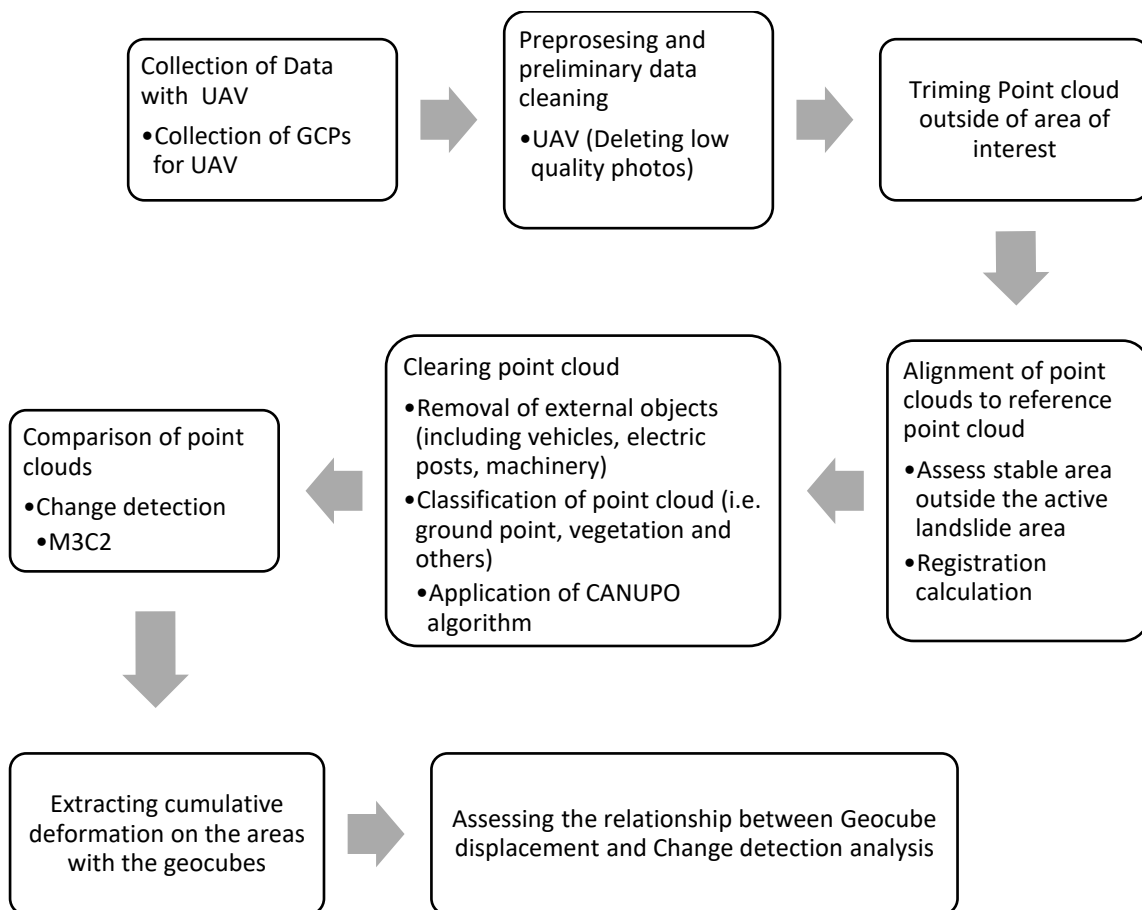 Collection of Data
with  UAV
•Collection of GCPs
for UAV
Preprosesing and
preliminary data
cleaning
•UAV (Deleting low
quality photos)
Triming Point cloud
outside of area of
interest
Alignment of point
clouds to reference
point cloud
•Assess stable area
outside the active
landslide area
•Registration
calculation
Clearing point cloud
•Removal of external objects
(including vehicles, electric
posts, machinery)
•Classification of point cloud (i.e.
ground point, vegetation and
others)
•Application of CANUPO
algorithm
Comparison of point
clouds
•Change detection
•M3C2
Extracting cumulative
deformation on the areas
with the geocubes
Assessing the relationship between Geocube
displacement and Change detection analysis